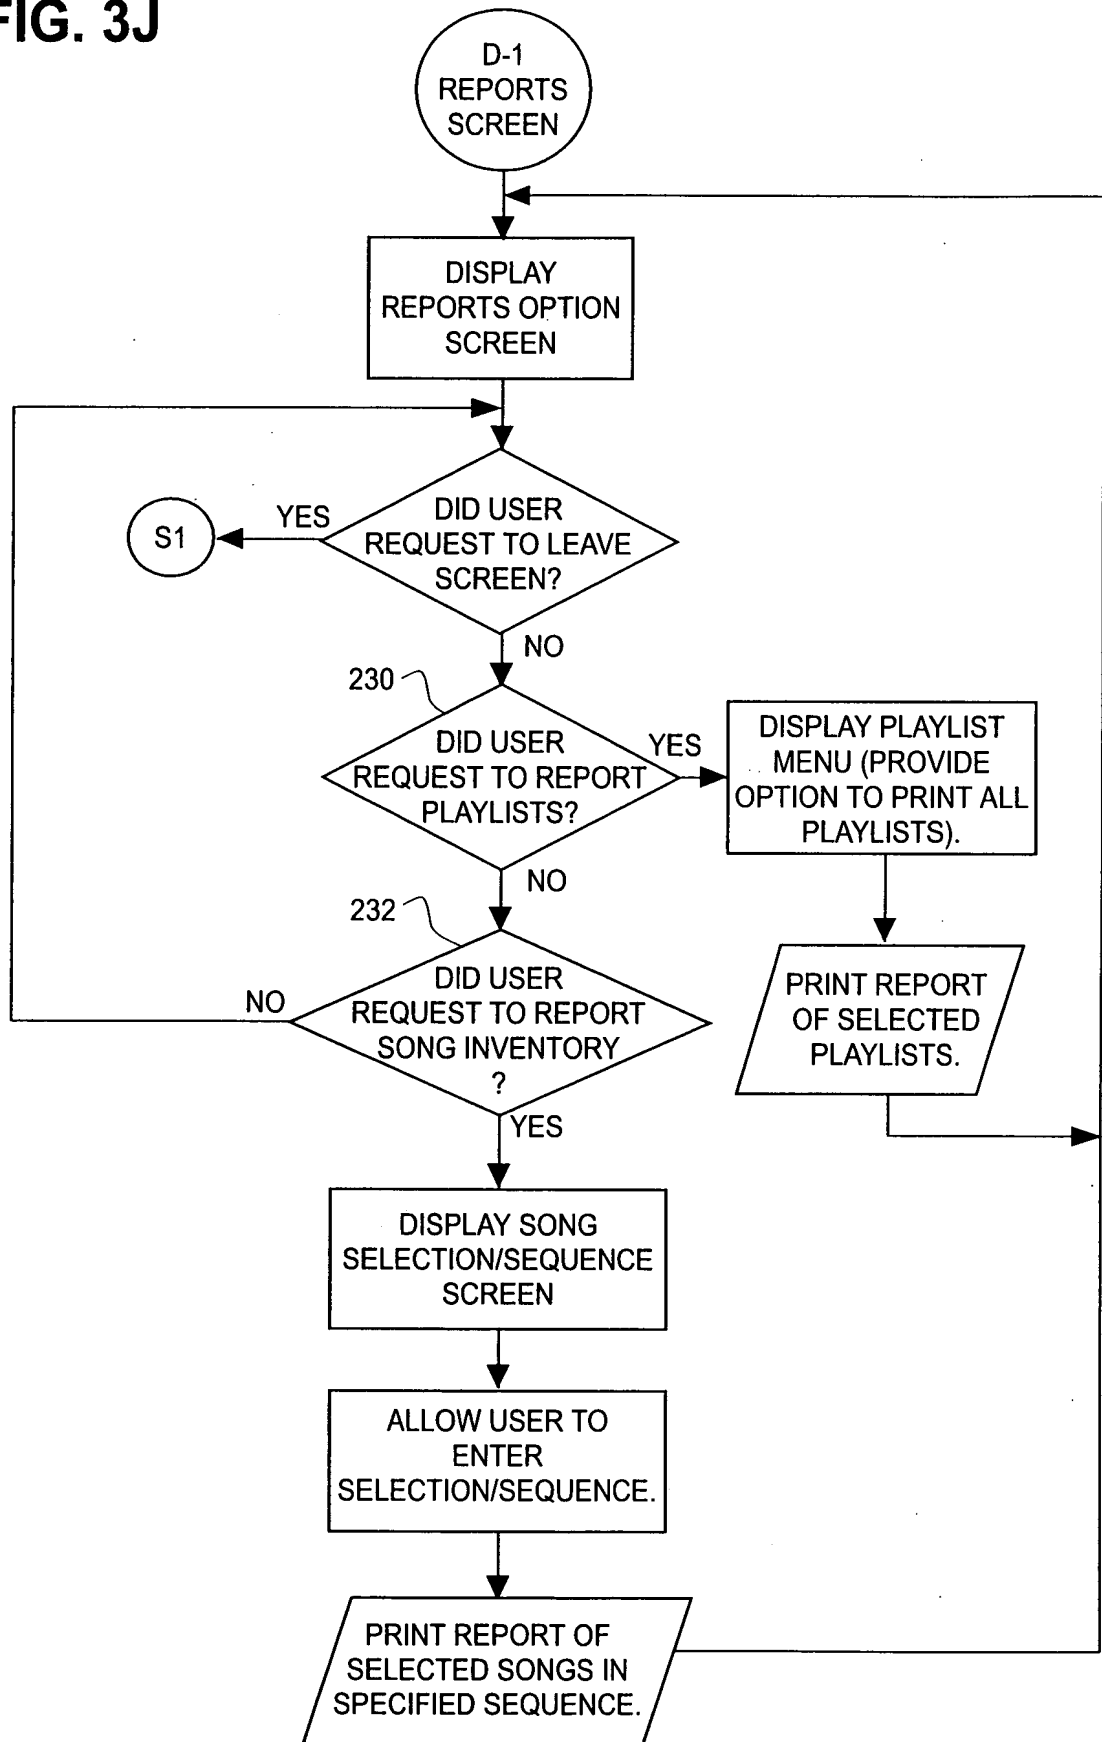 FIG. 3J
D-1
REPORTS
SCREEN
DISPLAY
REPORTS OPTION
SCREEN
DID USER
REQUEST TO LEAVE
SCREEN?
YES
S1
NO
230
DID USER
REQUEST TO REPORT
PLAYLISTS?
YES
DISPLAY PLAYLIST
MENU (PROVIDE
OPTION TO PRINT ALL
PLAYLISTS).
NO
PRINT REPORT
OF SELECTED
PLAYLISTS.
232
DID USER
REQUEST TO REPORT
SONG INVENTORY
?
NO
YES
DISPLAY SONG
SELECTION/SEQUENCE
SCREEN
ALLOW USER TO
ENTER
SELECTION/SEQUENCE.
PRINT REPORT OF
SELECTED SONGS IN
SPECIFIED SEQUENCE.